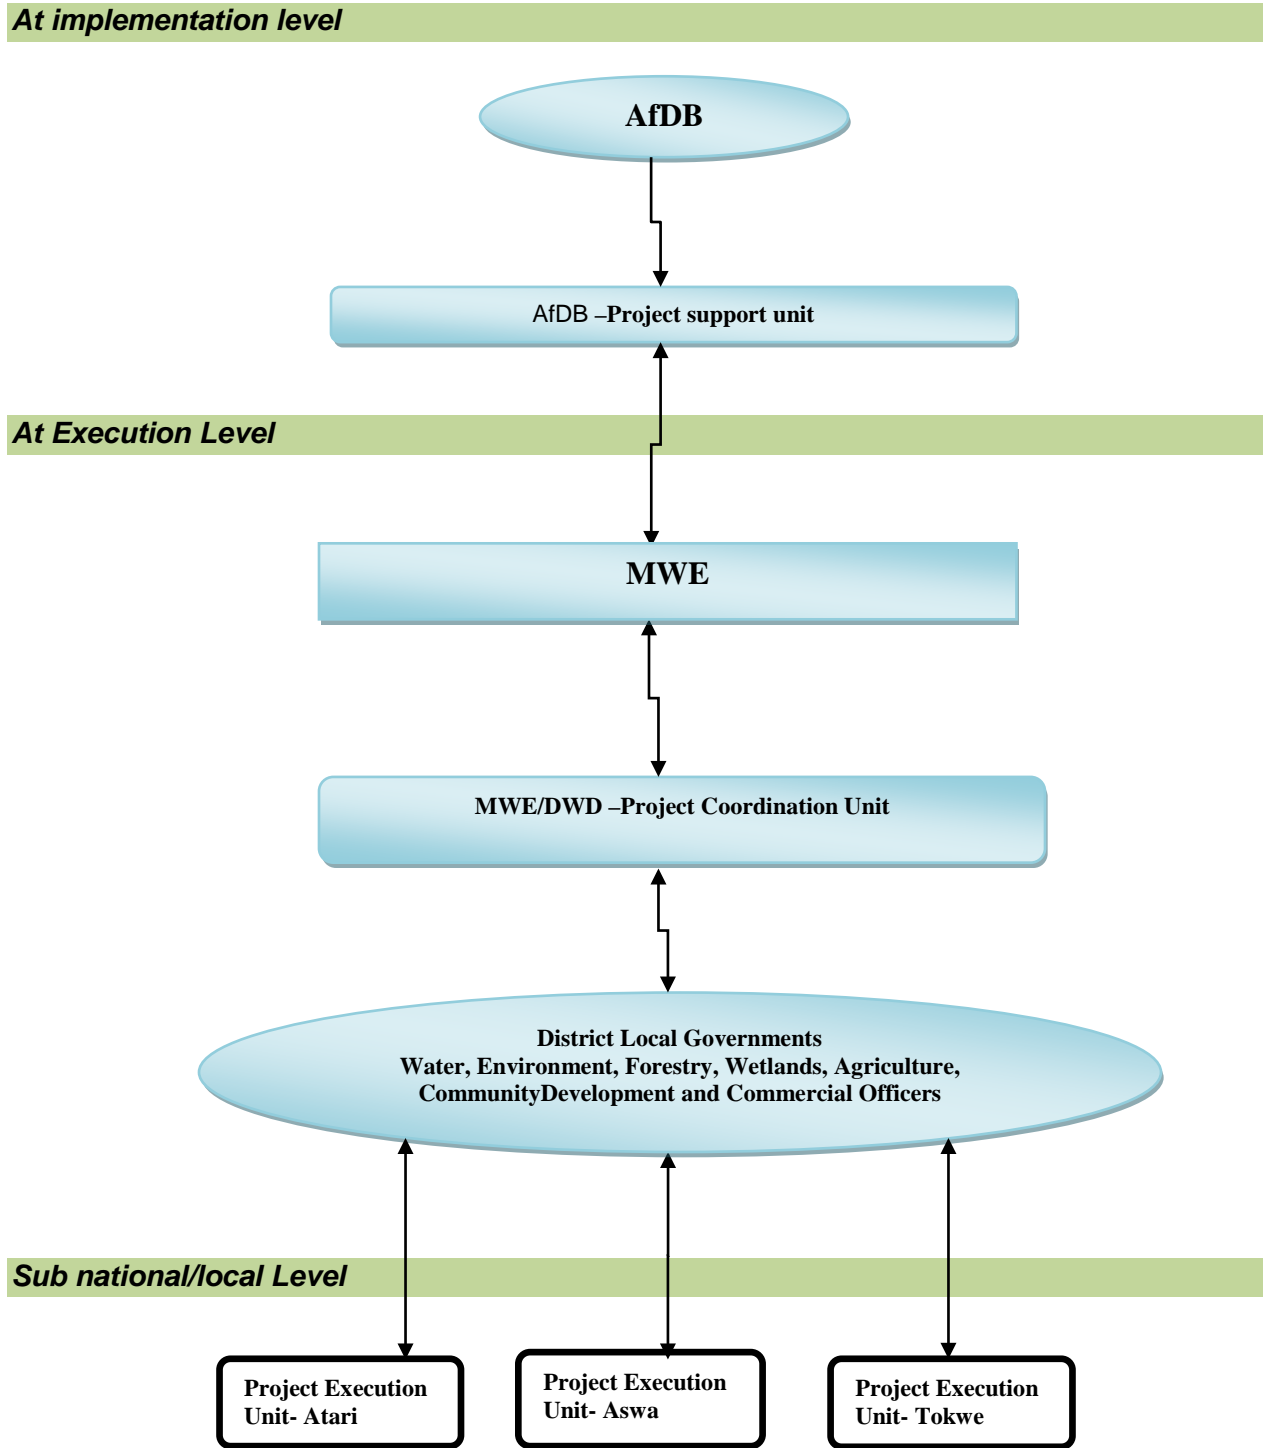 At implementation level
AfDB
AfDB –Project support unit
At Execution Level
MWE
MWE/DWD –Project Coordination Unit
District Local Governments
Water, Environment, Forestry, Wetlands, Agriculture,
CommunityDevelopment and Commercial Officers
Sub national/local Level
Project Execution
Unit- Atari
Project Execution
Unit- Aswa
Project Execution
Unit- Tokwe